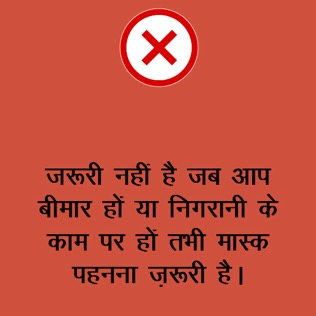 जरूरी नहीं है जब आप
बीमार हों या निगरानी के
काम पर हों तभी मास्क
पहनना ज़रूरी है।